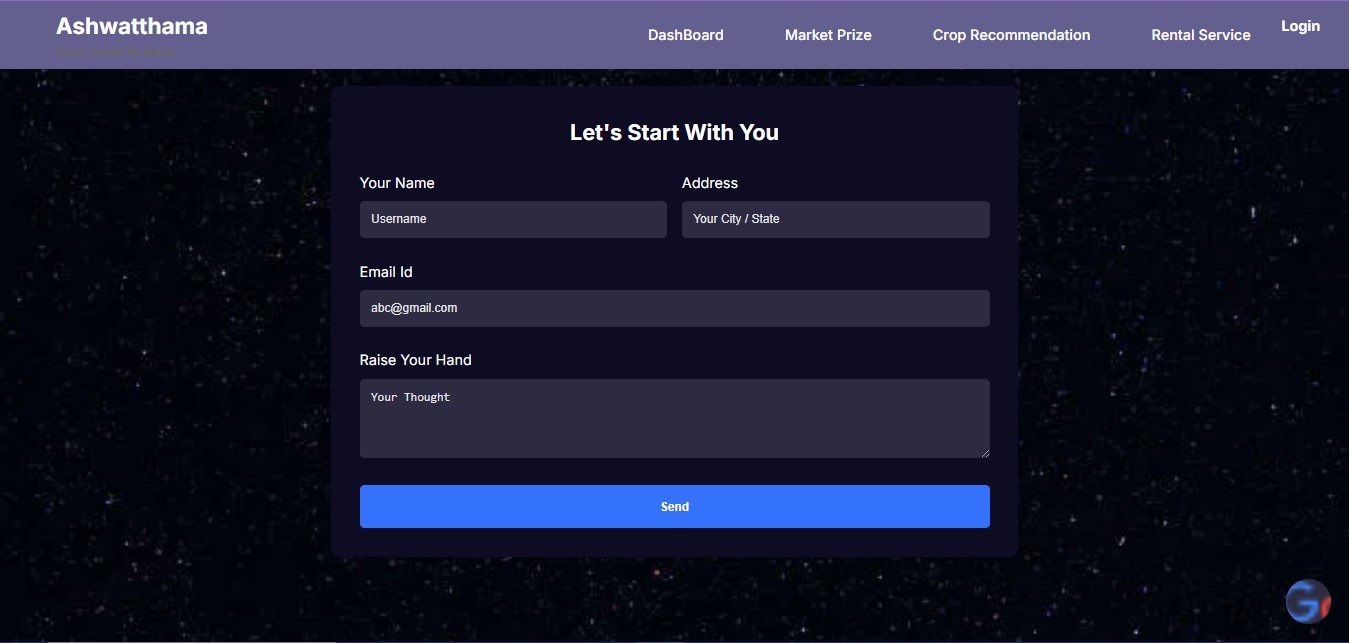 Ashwatthama
DashBoard
Market Prize
Crop Recommendation
Rental Service
Login
Let's Start With You
Your Name
Address
Username
Your City / State
Email Id
abc@gmail.com
Raise Your Hand
Your Thought
Send